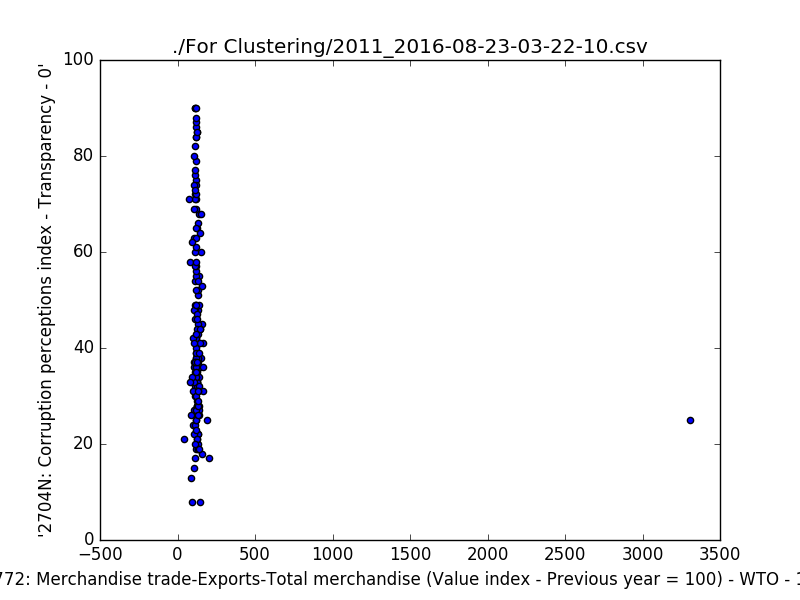 ./For Clustering/2011_2016-08-23-03-22-10.csv
'2704N: Corruption perceptions index - Transparency - 0'
100
80
60
40
20
0
−500 0 500 1000 1500 2000 2500 3000 3500
772: Merchandise trade-Exports-Total merchandise (Value index - Previous year = 100) - WTO - 1